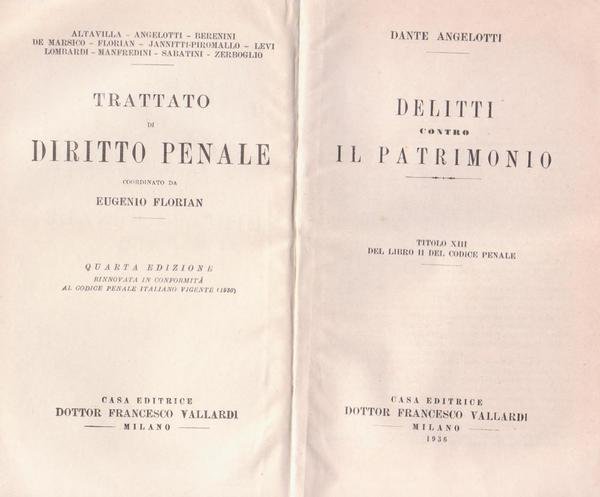 ALTAVILLA - ANGELOTTI - BERENINI
DE MARSICO - FLORIAN - JANNITTI-PIROMALLO - LEVI
LOMBARDI - MANFREDINI - SABATINI - ZERBOGLIO
TRATTATO
DI
DIRITTO PENALE
COORDINATO DA
EUGENIO FLORIAN
QUARTA EDIZIONE
RINNOVATA IN CONFORMITÀ
AL CODICE PENALE ITALIANO VIGENTE (1930)
CASA EDITRICE
DOTTOR FRANCESCO VALLARDI
MILANO
DANTE ANGELOTTI
DELITTI
CONTRO
IL PATRIMONIO
TITOLO XIII
DEL LIBRO II DEL CODICE PENALE
CASA EDITRICE
DOTTOR FRANCESCO VALLARDI
MILANO
1936